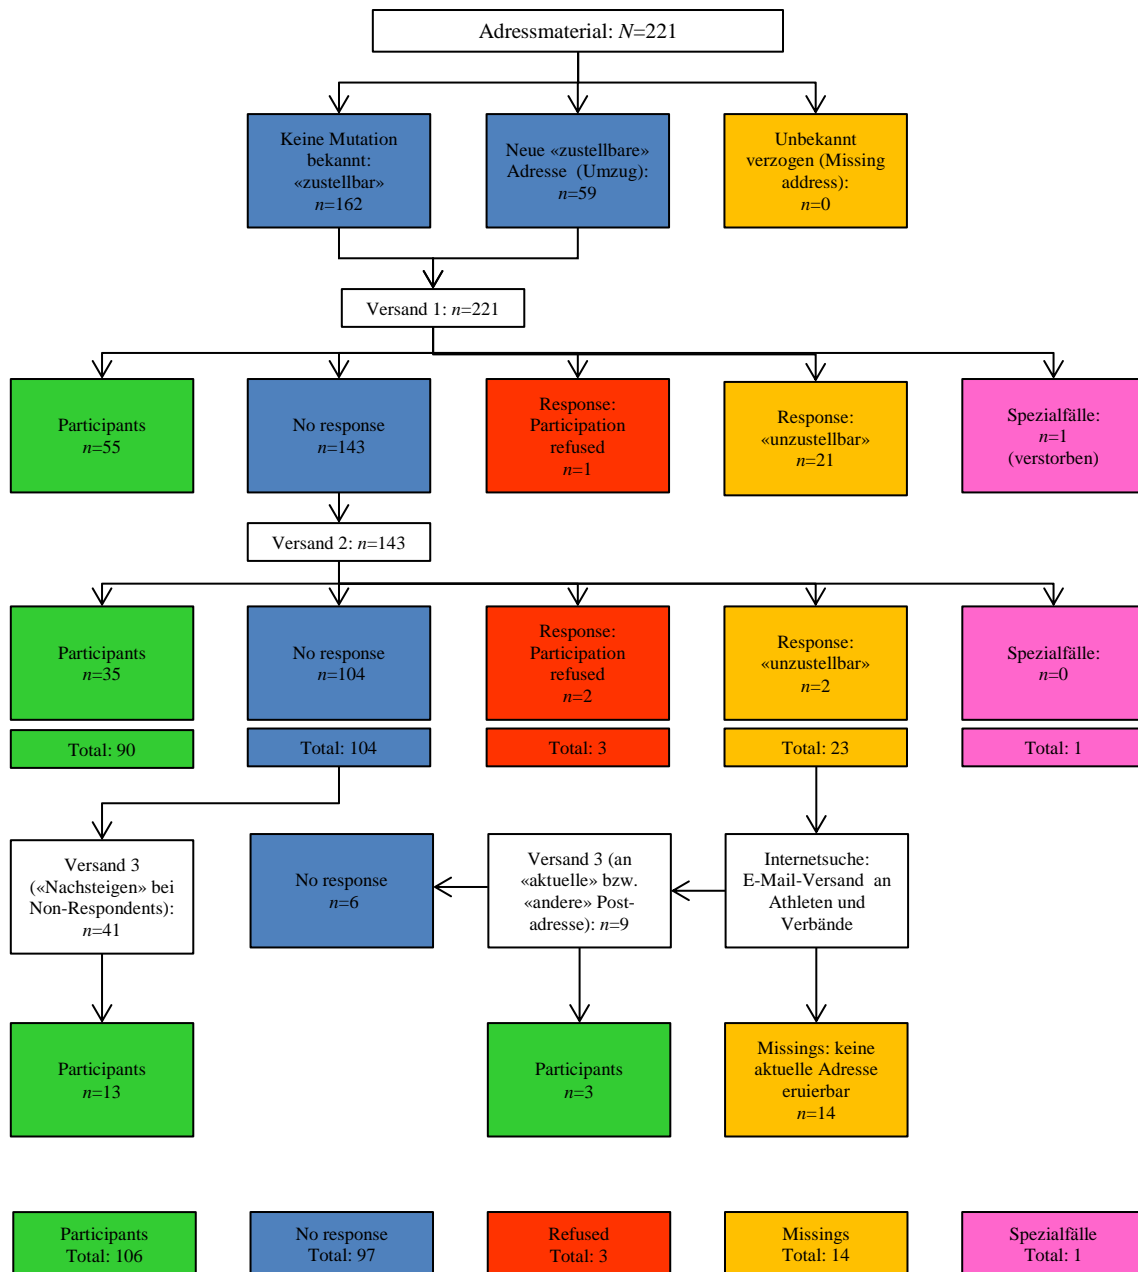 Adressmaterial: N=221
Keine Mutation
bekannt:
«zustellbar»
n=162
Neue «zustellbare»
Adresse (Umzug):
n=59
Unbekannt
verzogen (Missing
address):
n=0
Versand 1: n=221
Participants
n=55
No response
n=143
Response:
Participation
refused
n=1
Response:
«unzustellbar»
n=21
Spezialfälle:
n=1
(verstorben)
Versand 2: n=143
Participants
n=35
No response
n=104
Response:
Participation
refused
n=2
Response:
«unzustellbar»
n=2
Spezialfälle:
n=0
Total: 90
Total: 104
Total: 3
Total: 23
Total: 1
Versand 3
(«Nachsteigen» bei
Non-Respondents):
n=41
No response
n=6
Versand 3 (an
«aktuelle» bzw.
«andere» Post-
adresse): n=9
Internetsuche:
E-Mail-Versand an
Athleten und
Verbände
Participants
n=13
Participants
n=3
Missings: keine
aktuelle Adresse
eruierbar
n=14
Participants
Total: 106
No response
Total: 97
Refused
Total: 3
Missings
Total: 14
Spezialfälle
Total: 1